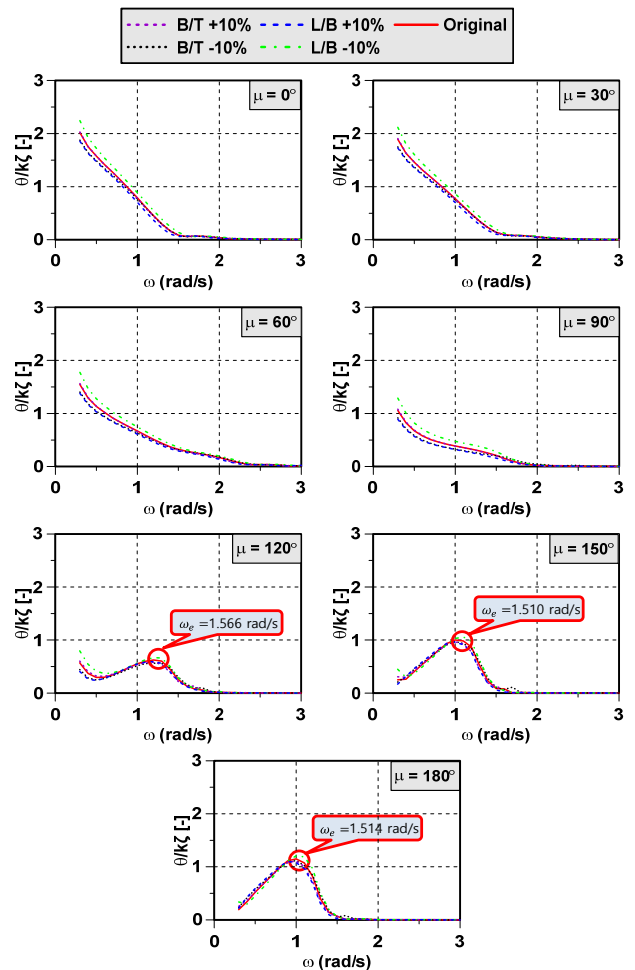 B/T +10% L/B +10% Original
B/T -10% L/B -10%
μ = 0°
θ/kζ [-]
3
2
1
0
0 1 2 3
ω (rad/s)
μ = 30°
θ/kζ [-]
3
2
1
0
0 1 2 3
ω (rad/s)
μ = 60°
θ/kζ [-]
3
2
1
0
0 1 2 3
ω (rad/s)
μ = 90°
θ/kζ [-]
3
2
1
0
0 1 2 3
ω (rad/s)
μ = 120°
θ/kζ [-]
3
2
1
0
ωe =1.566 rad/s
0 1 2 3
ω (rad/s)
μ = 150°
θ/kζ [-]
3
2
1
0
ωe =1.510 rad/s
0 1 2 3
ω (rad/s)
μ = 180°
θ/kζ [-]
3
2
1
0
ωe =1.514 rad/s
0 1 2 3
ω (rad/s)